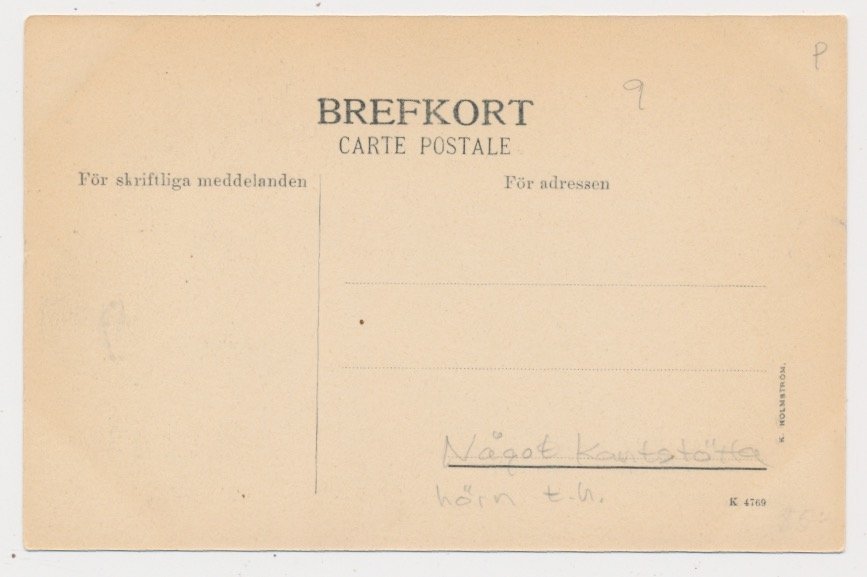 P
9
BREFKORT
CARTE POSTALE
För skriftliga meddelanden
För adressen
K. HOLMSTRÖM.
Något Kantstötta
hörn t.h.
K 4769